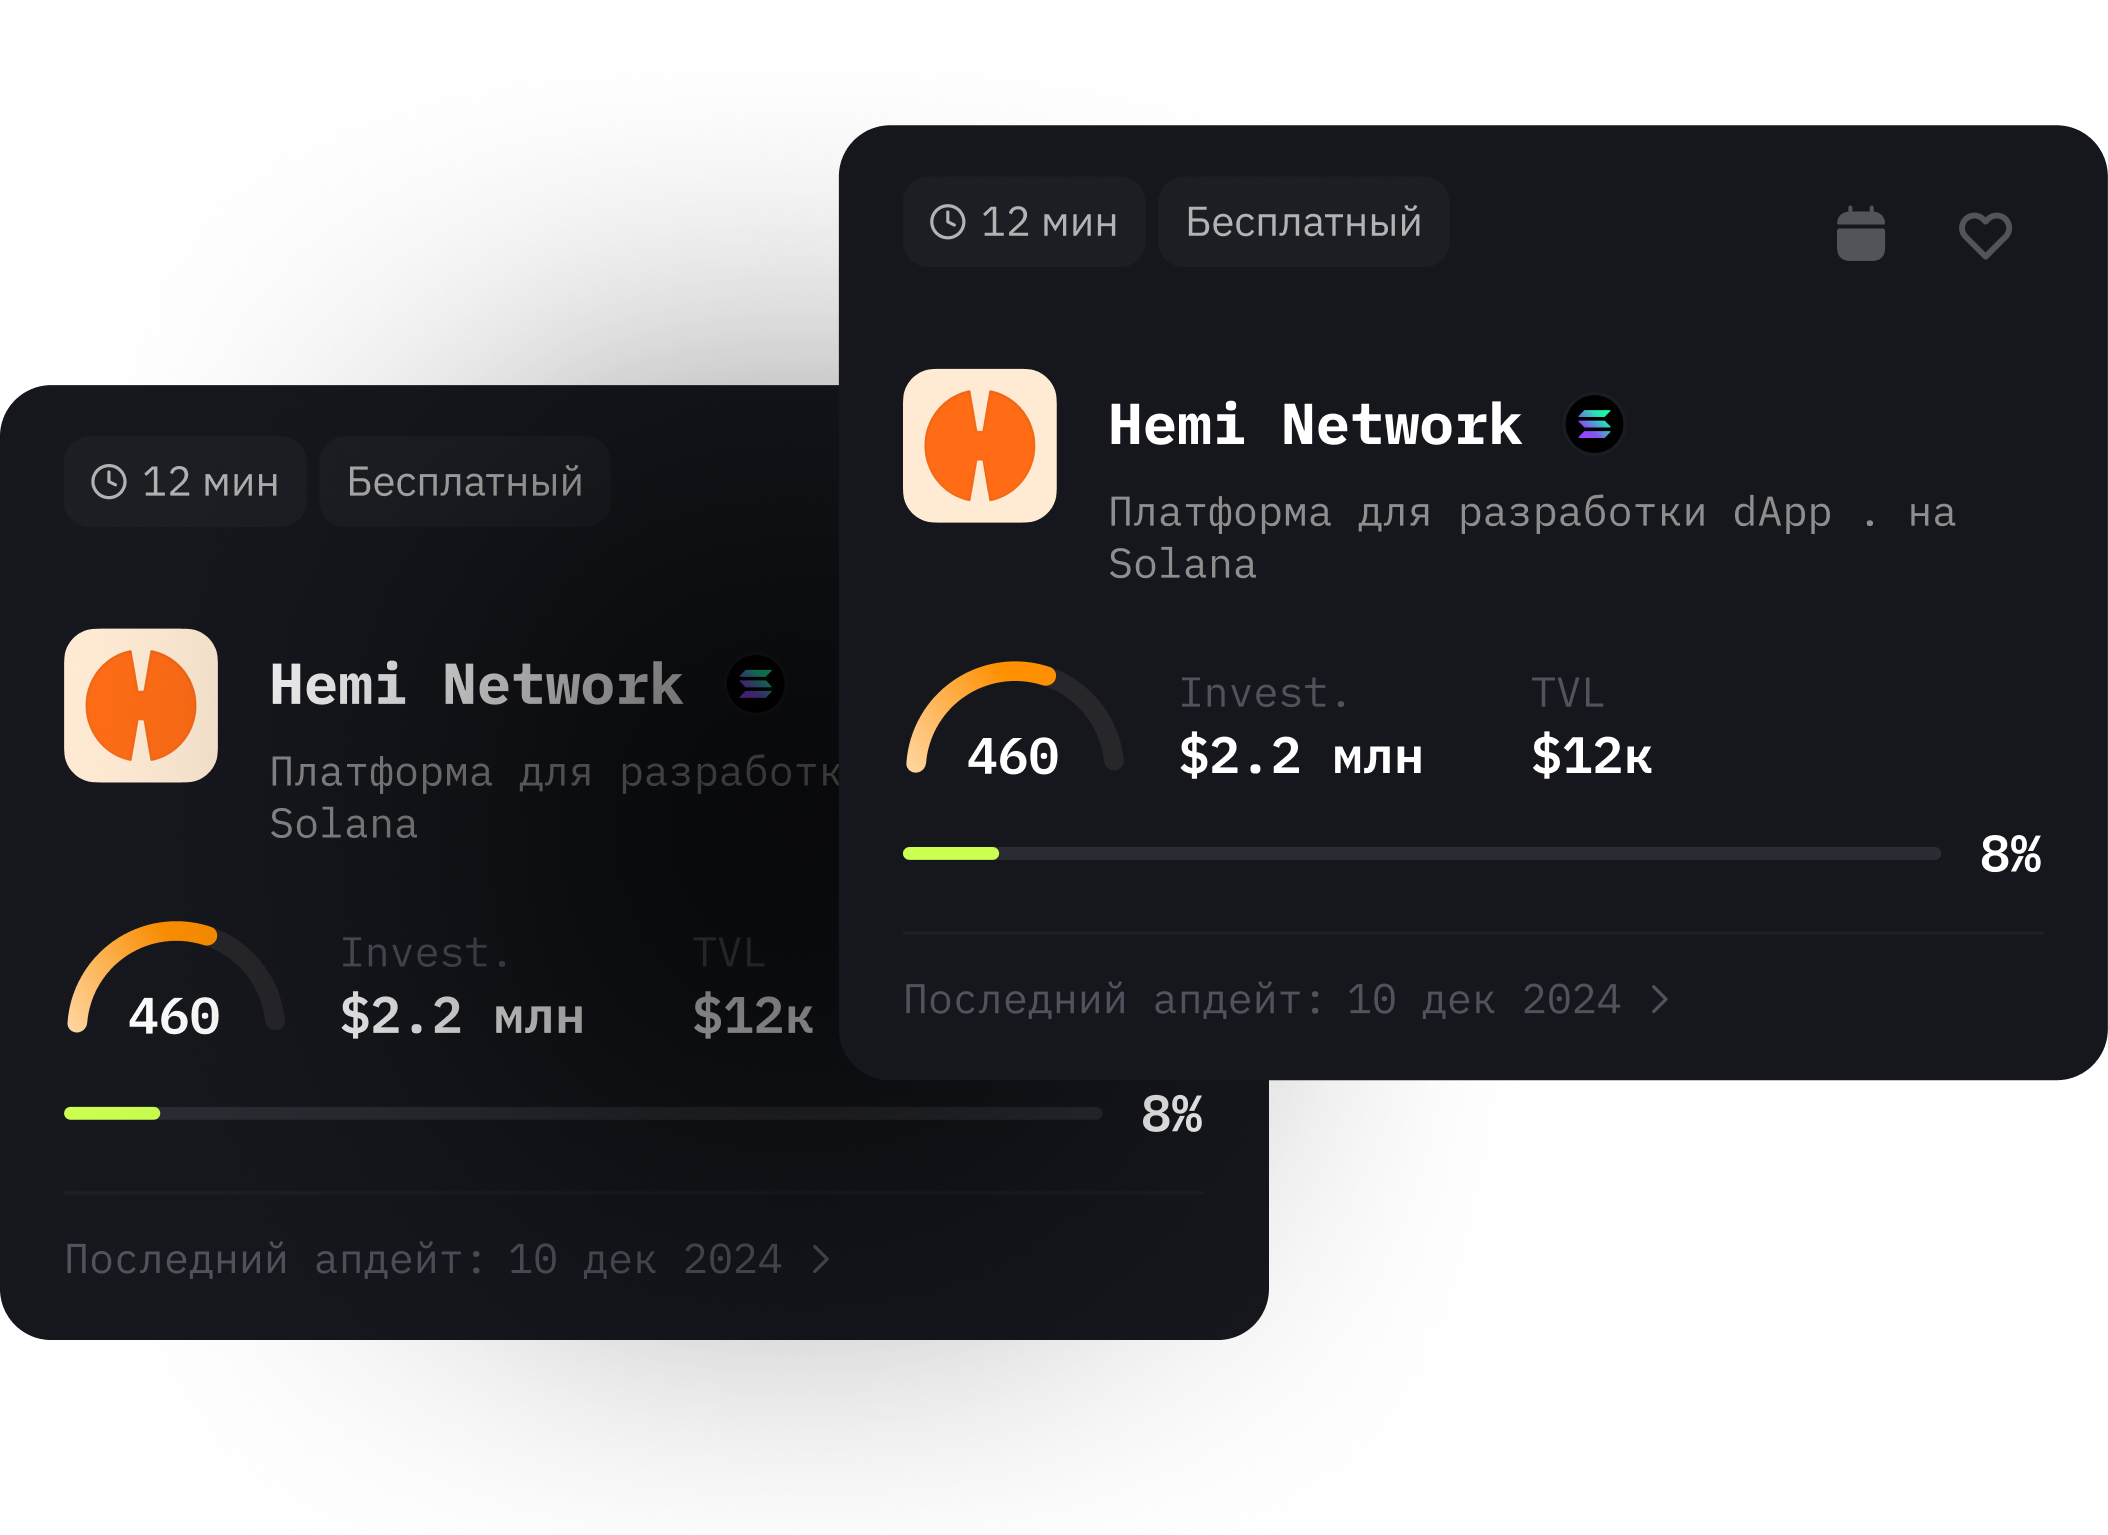 12 мин
Бесплатный
Hemi Network
Платформа для разработки dApp . на
Solana
460
Invest.
$2.2 млн
TVL
$12к
8%
Последний апдейт: 10 дек 2024
12 мин
Бесплатный
Hemi Network
Платформа для разработк
Solana
460
Invest.
$2.2 млн
TVL
$12к
8%
Последний апдейт: 10 дек 2024